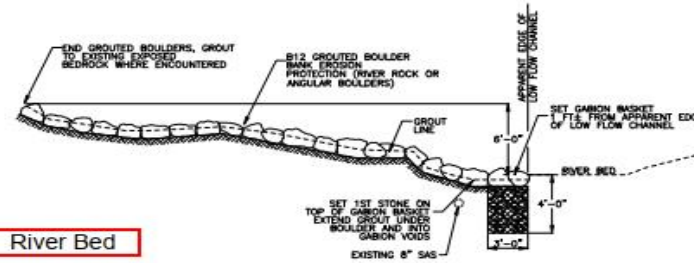 END GROUTED BOULDERS, GROUT
TO EXISTING EXPOSED
BEDROCK WHERE ENCOUNTERED
B12 GROUTED BOULDER
BANK EROSION
PROTECTION (RIVER ROCK OR
ANGULAR BOULDERS)
APPARENT EDGE OF
LOW FLOW CHANNEL
SET GABION BASKET
1 FT± FROM APPARENT EDG
OF LOW FLOW CHANNEL
GROUT
LINE
6'-0"
RIVER BED
4'-0"
SET 1ST STONE ON
TOP OF GABION BASKET
EXTEND GROUT UNDER
BOULDER AND INTO
GABION VOIDS
3'-0"
EXISTING 8" SAS
River Bed